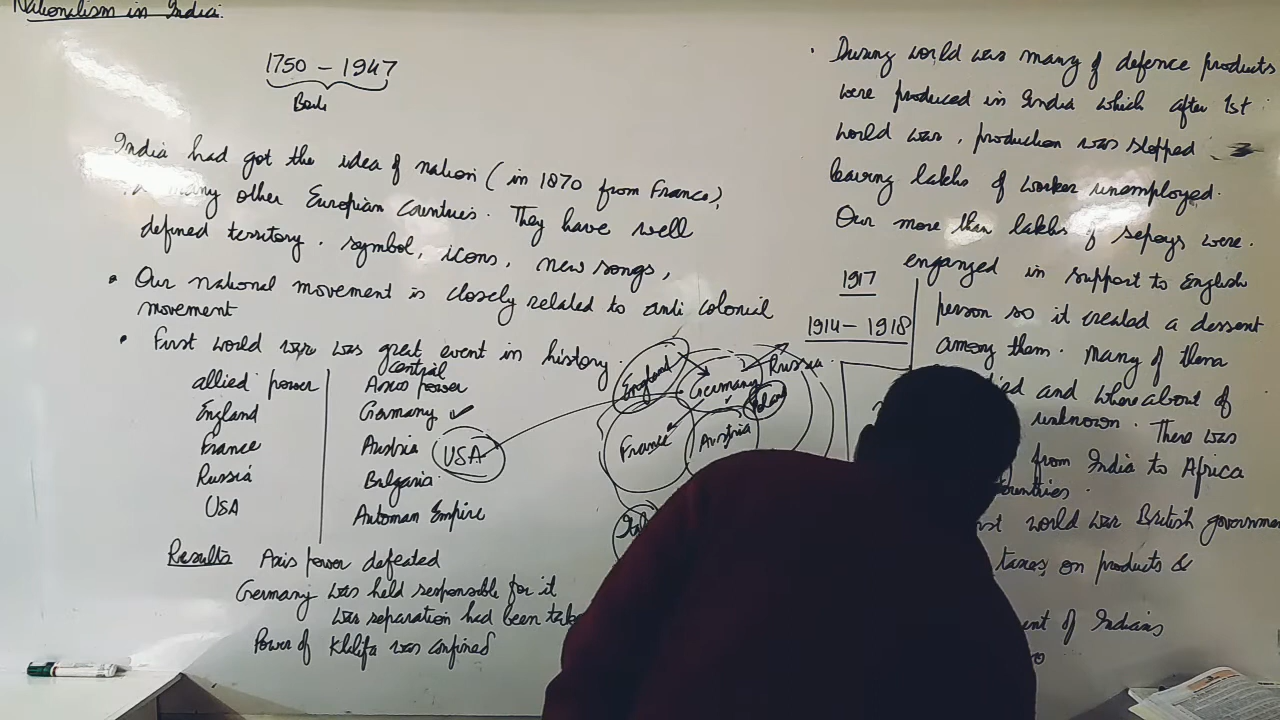 Nationalism in India.
1750 - 1947
India had got the idea of nation (in 1870 from France),
many other Europian Countries. They have well
defined territory. symbol, icons, new songs,
• Our national movement is closely related to anti colonial
movement
• First world war was great event in history.
allied power
England
France
Russia
USA
central
Axies power
Germany ✓
Austria
Bulgaria
Automan Empire
USA
England
Germany
Russia
Poland
France
Austria
Results Axis power defeated
Germany was held responsible for it
War separation had been
Power of Khlifa was confined
1917
1914 - 1918
• During world was many of defence products
were produced in India which after 1st
world war, production was stopped
leaving lakhs of worker unemployed.
Our more than lakhs of sepoys were.
enganged in support to English
person so it created a dessent
among them. Many of them
and whereabout of
unknown. There was
from India to Africa
Countries.
world war British governm
taxes on products &
of Indians